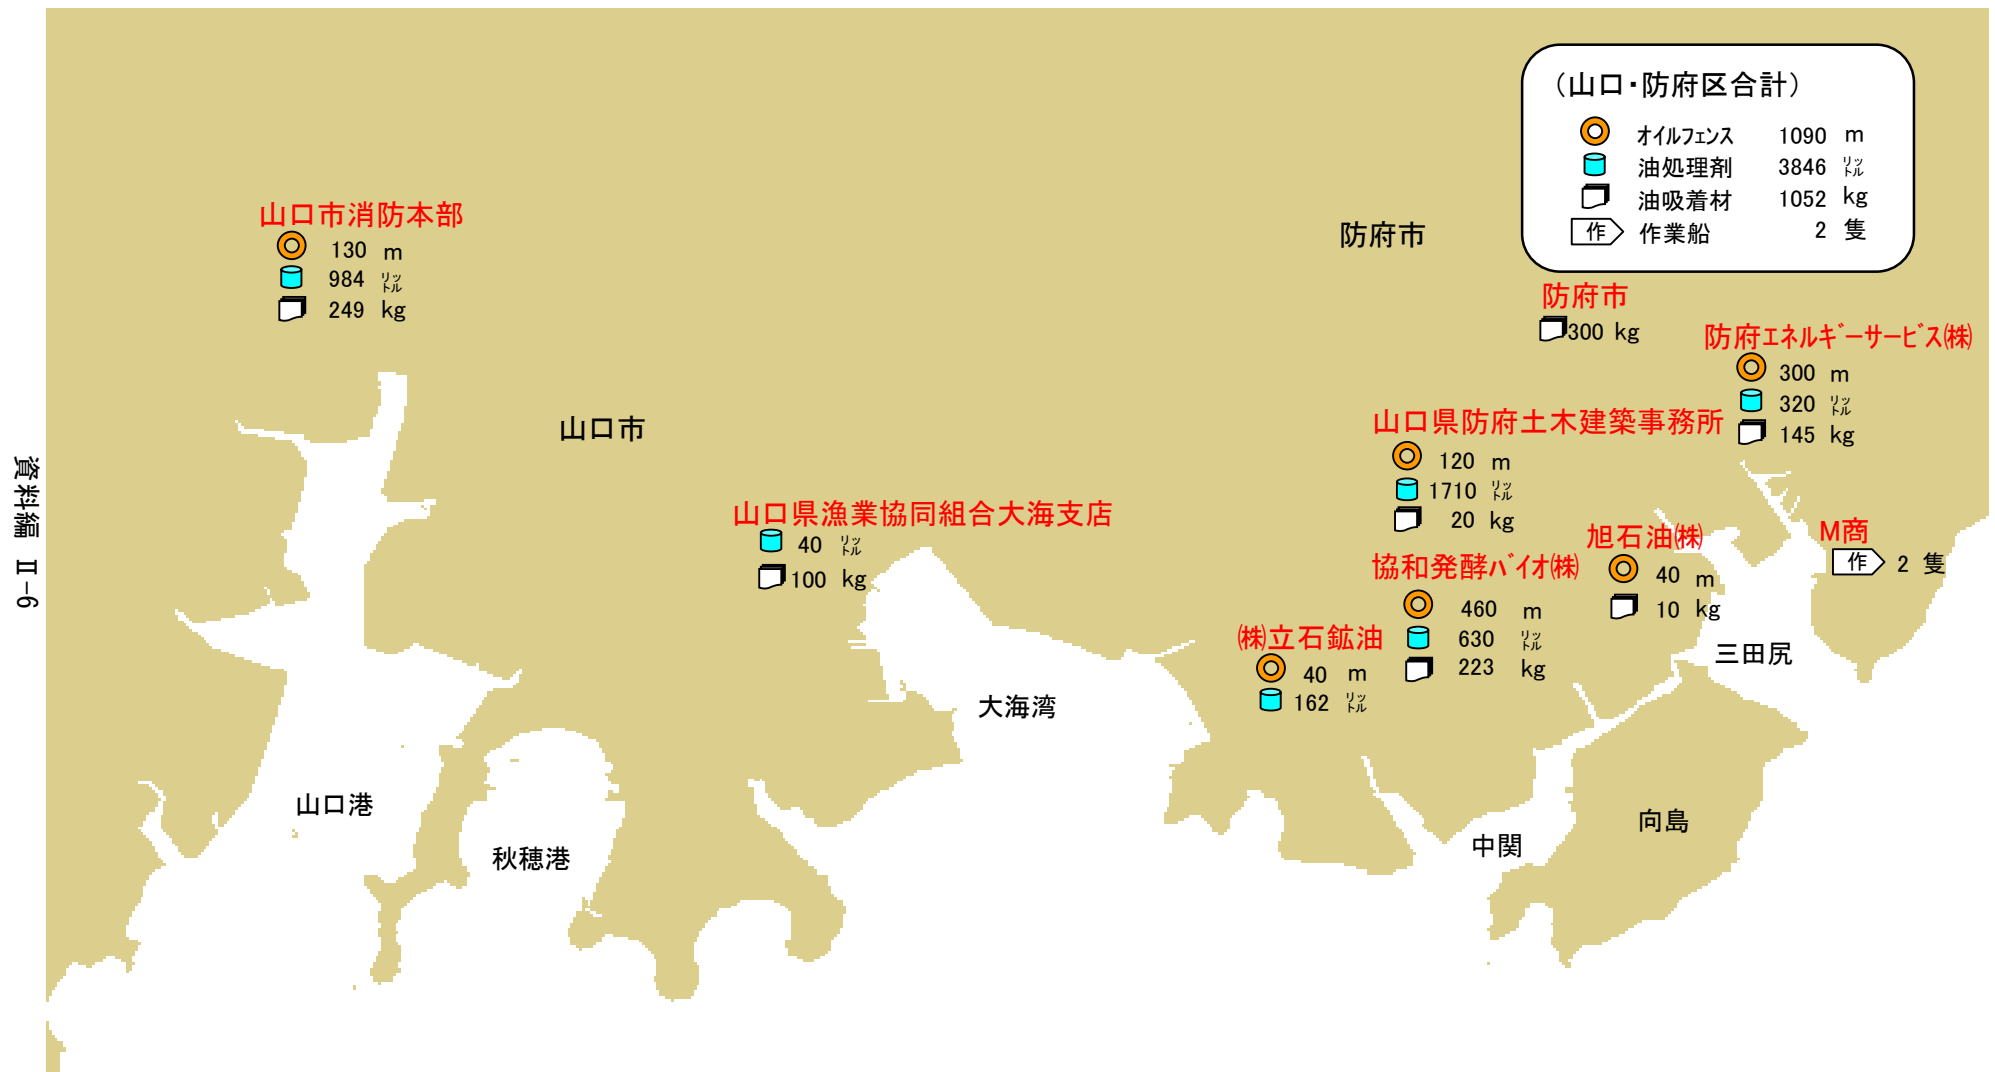 (山口・防府区合計)
オイルフェンス 1090 m
油処理剤 3846 リットル
油吸着材 1052 kg
作 作業船 2 隻
山口市消防本部
130 m
984 リットル
249 kg
防府市
防府市
300 kg
防府エネルギーサービス㈱
300 m
320 リットル
145 kg
山口市
山口県防府土木建築事務所
120 m
1710 リットル
20 kg
山口県漁業協同組合大海支店
40 リットル
100 kg
旭石油㈱
40 m
10 kg
M商
作 2 隻
協和発酵バイオ㈱
460 m
630 リットル
223 kg
㈱立石鉱油
40 m
162 リットル
三田尻
大海湾
山口港
秋穂港
中関
向島
資料編 Ⅱ-6